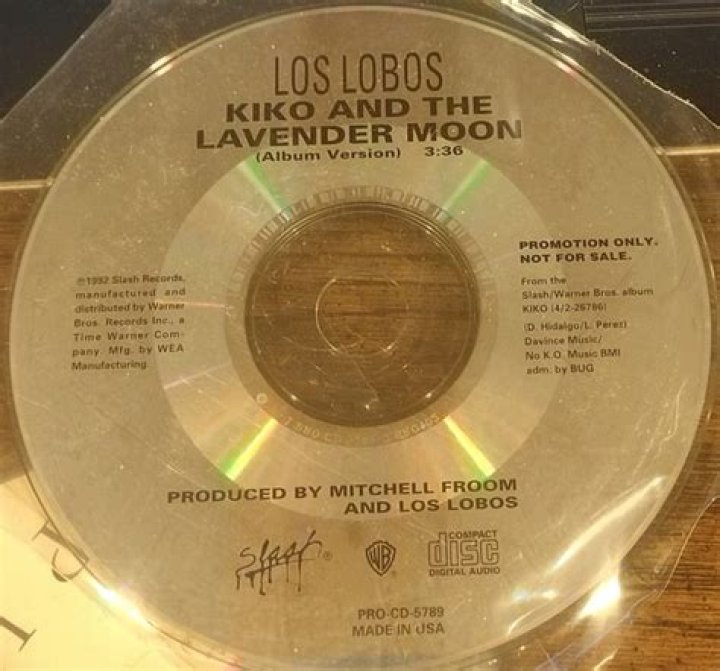 LOS LOBOS
KIKO AND THE
LAVENDER MOON
(Album Version) 3:36
℗1992 Slash Records,
manufactured and
distributed by Warner
Bros. Records Inc., a
Time Warner Com-
pany. Mfg. by WEA
Manufacturing.
PROMOTION ONLY.
NOT FOR SALE.
From the
Slash/Warner Bros. album
KIKO (4/2-26786)
(D. Hidalgo/L. Perez)
Davince Music/
No K.O. Music BMI
adm. by BUG
PRODUCED BY MITCHELL FROOM
AND LOS LOBOS
Slash®
WB
COMPACT
disc
DIGITAL AUDIO
PRO-CD-5789
MADE IN USA